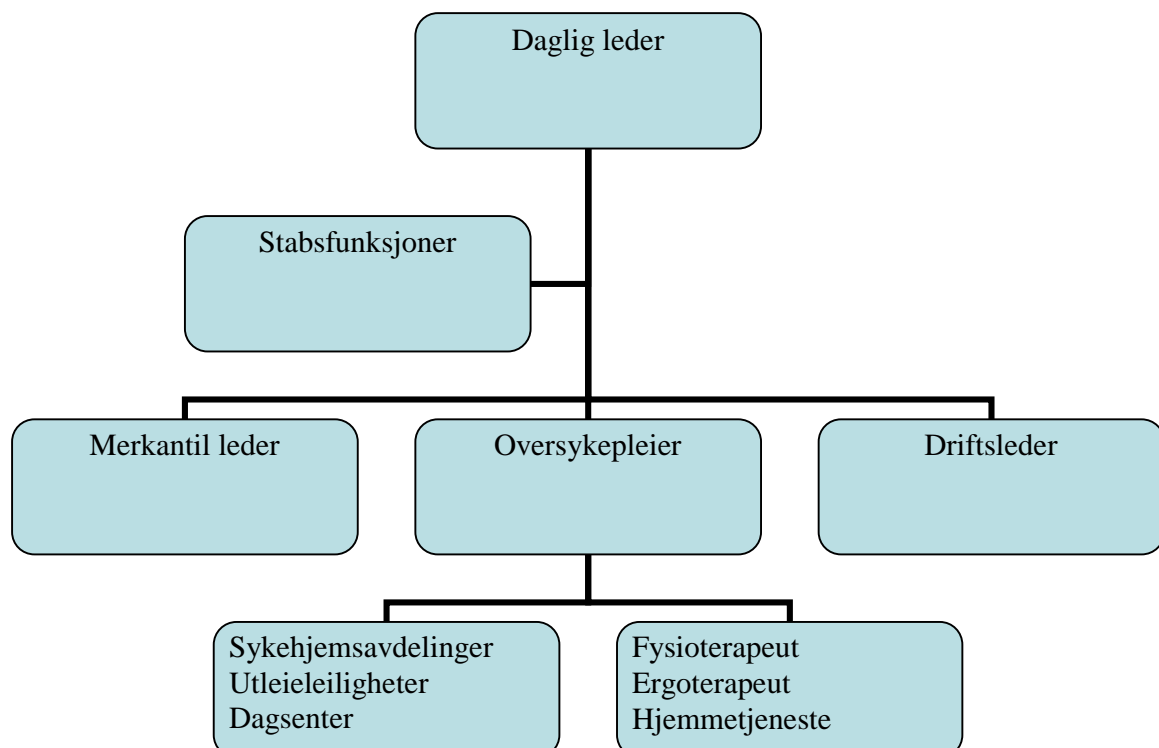 Daglig leder
Stabsfunksjoner
Merkantil leder
Oversykepleier
Driftsleder
Sykehjemsavdelinger
Utleieleiligheter
Dagsenter
Fysioterapeut
Ergoterapeut
Hjemmetjeneste